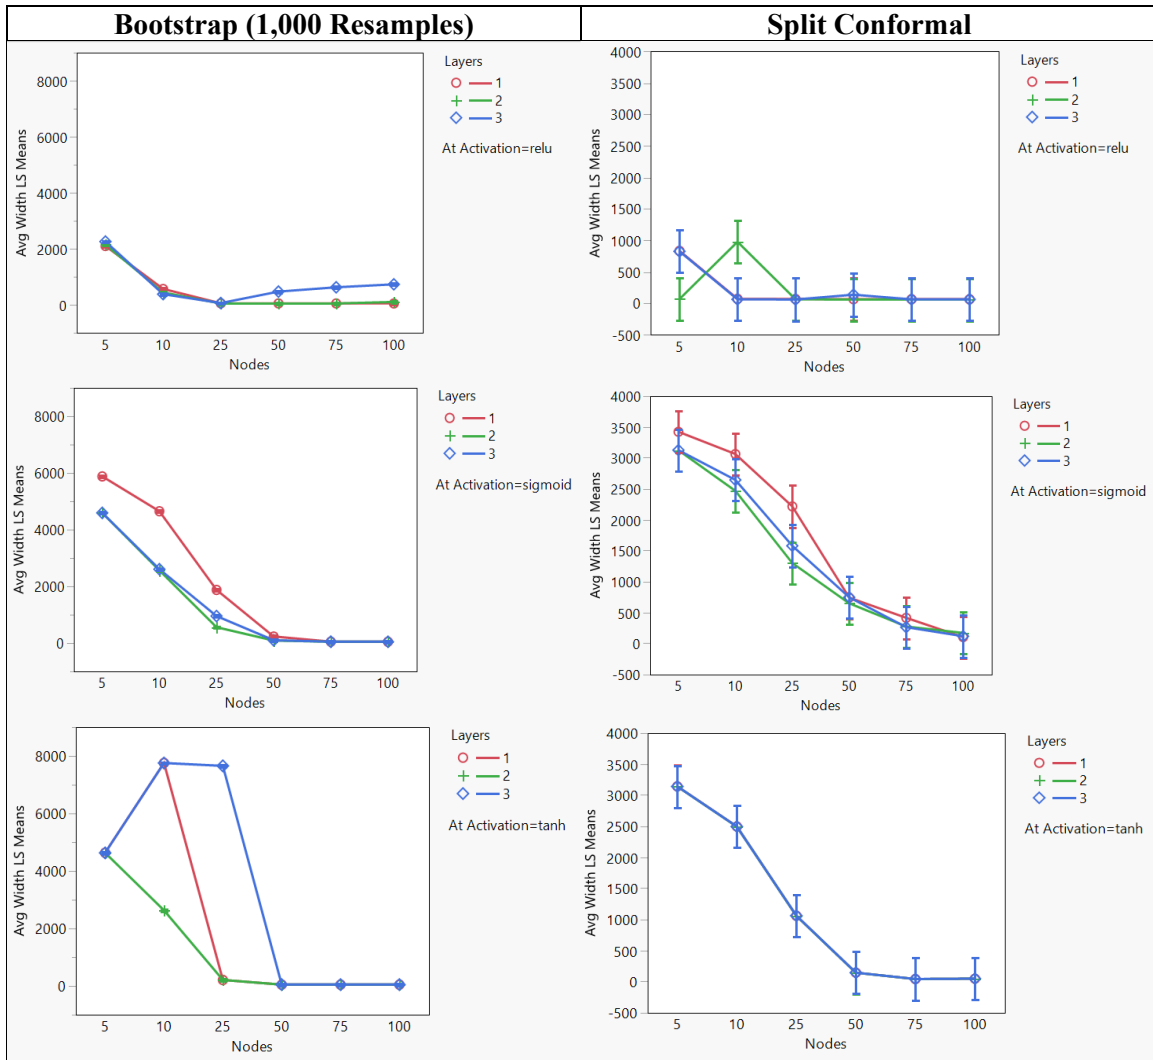 Bootstrap (1,000 Resamples)
Split Conformal
Avg Width LS Means
8000
6000
4000
2000
0
5 10 25 50 75 100
Nodes
Layers
1
2
3
At Activation=relu
Avg Width LS Means
4000
3500
3000
2500
2000
1500
1000
500
0
-500
5 10 25 50 75 100
Nodes
Layers
1
2
3
At Activation=relu
Avg Width LS Means
8000
6000
4000
2000
0
5 10 25 50 75 100
Nodes
Layers
1
2
3
At Activation=sigmoid
Avg Width LS Means
4000
3500
3000
2500
2000
1500
1000
500
0
-500
5 10 25 50 75 100
Nodes
Layers
1
2
3
At Activation=sigmoid
Avg Width LS Means
8000
6000
4000
2000
0
5 10 25 50 75 100
Nodes
Layers
1
2
3
At Activation=tanh
Avg Width LS Means
4000
3500
3000
2500
2000
1500
1000
500
0
-500
5 10 25 50 75 100
Nodes
Layers
1
2
3
At Activation=tanh